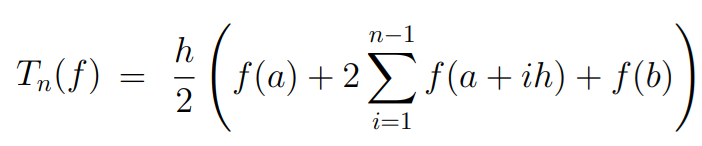 T_n(f) = \frac{h}{2} \left( f(a) + 2 \sum_{i=1}^{n-1} f(a + ih) + f(b) \right)